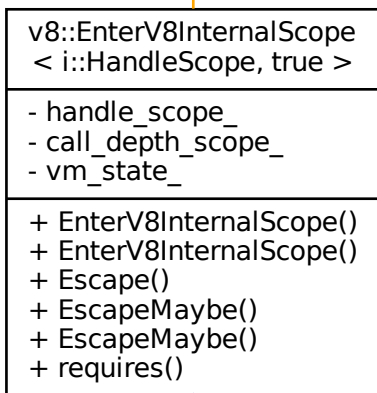 v8::EnterV8InternalScope
< i::HandleScope, true >
- handle_scope_
- call_depth_scope_
- vm_state_
+ EnterV8InternalScope()
+ EnterV8InternalScope()
+ Escape()
+ EscapeMaybe()
+ EscapeMaybe()
+ requires()